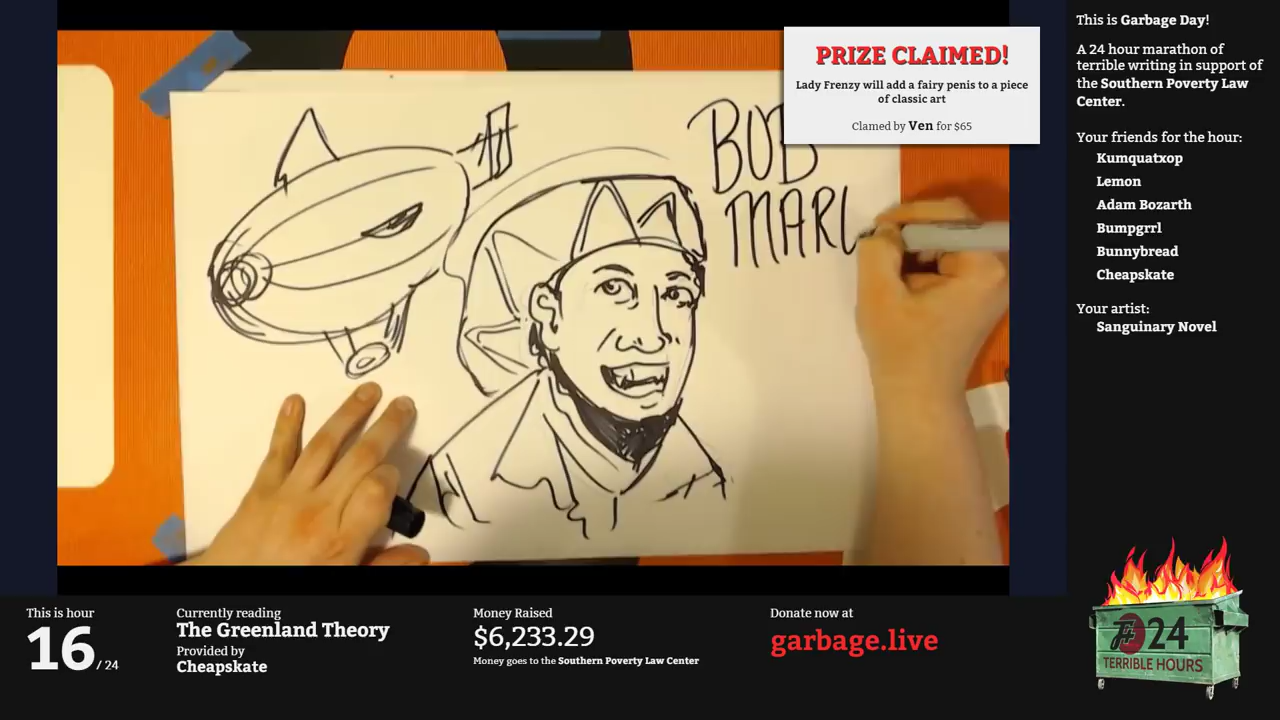 This is Garbage Day!
A 24 hour marathon of
terrible writing in support of
the Southern Poverty Law
Center.
Your friends for the hour:
Kumquatxop
Lemon
Adam Bozarth
Bumpgrrl
Bunnybread
Cheapskate
Your artist:
Sanguinary Novel
PRIZE CLAIMED!
Lady Frenzy will add a fairy penis to a piece
of classic art
Clamed by Ven for $65
BOB
MARL
This is hour
16 / 24
Currently reading
The Greenland Theory
Provided by
Cheapskate
Money Raised
$6,233.29
Money goes to the Southern Poverty Law Center
Donate now at
garbage.live
24
TERRIBLE HOURS